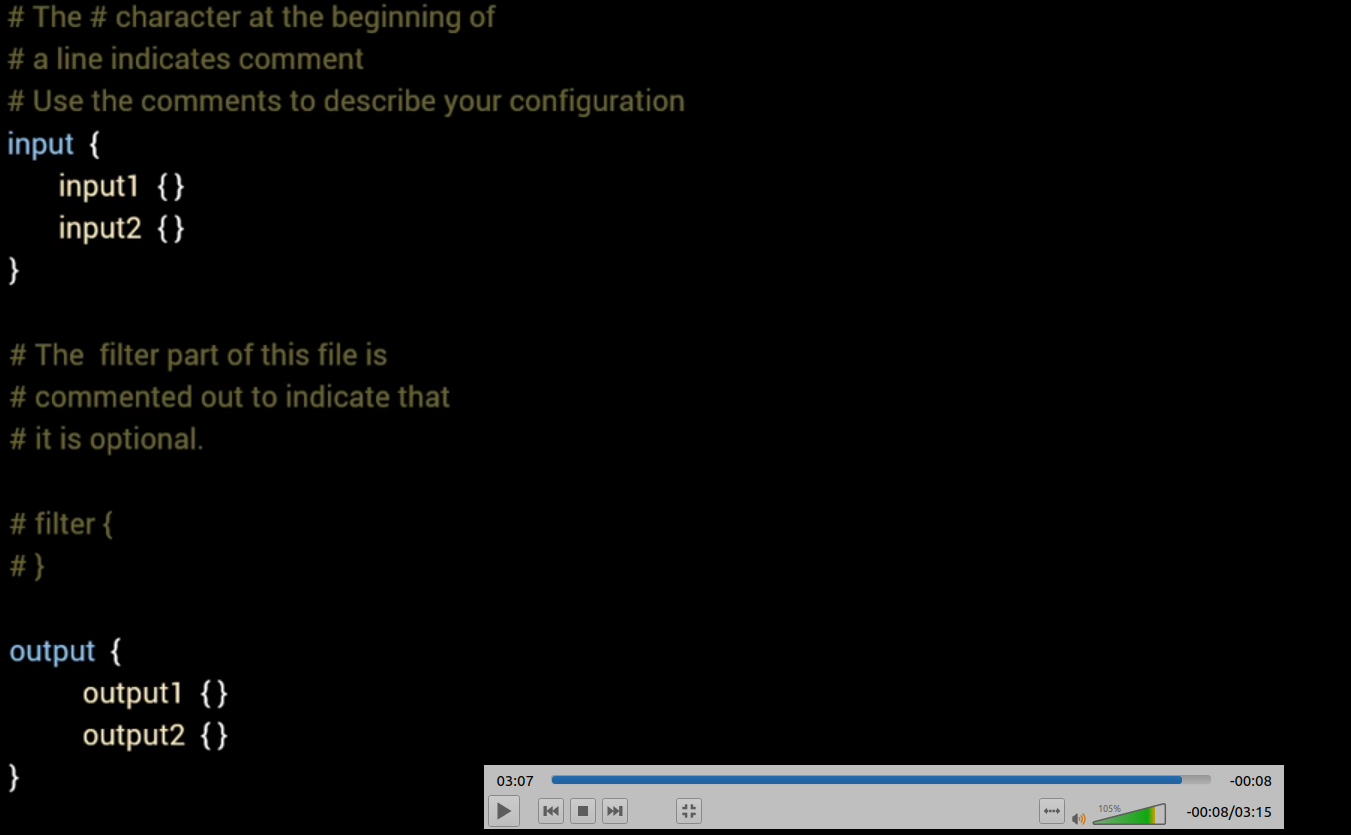 # The # character at the beginning of
# a line indicates comment
# Use the comments to describe your configuration
input {
    input1 {}
    input2 {}
}

# The  filter part of this file is
# commented out to indicate that
# it is optional.

# filter {
# }

output {
      output1 {}
      output2 {}
}
03:07 -00:08
105% -00:08/03:15